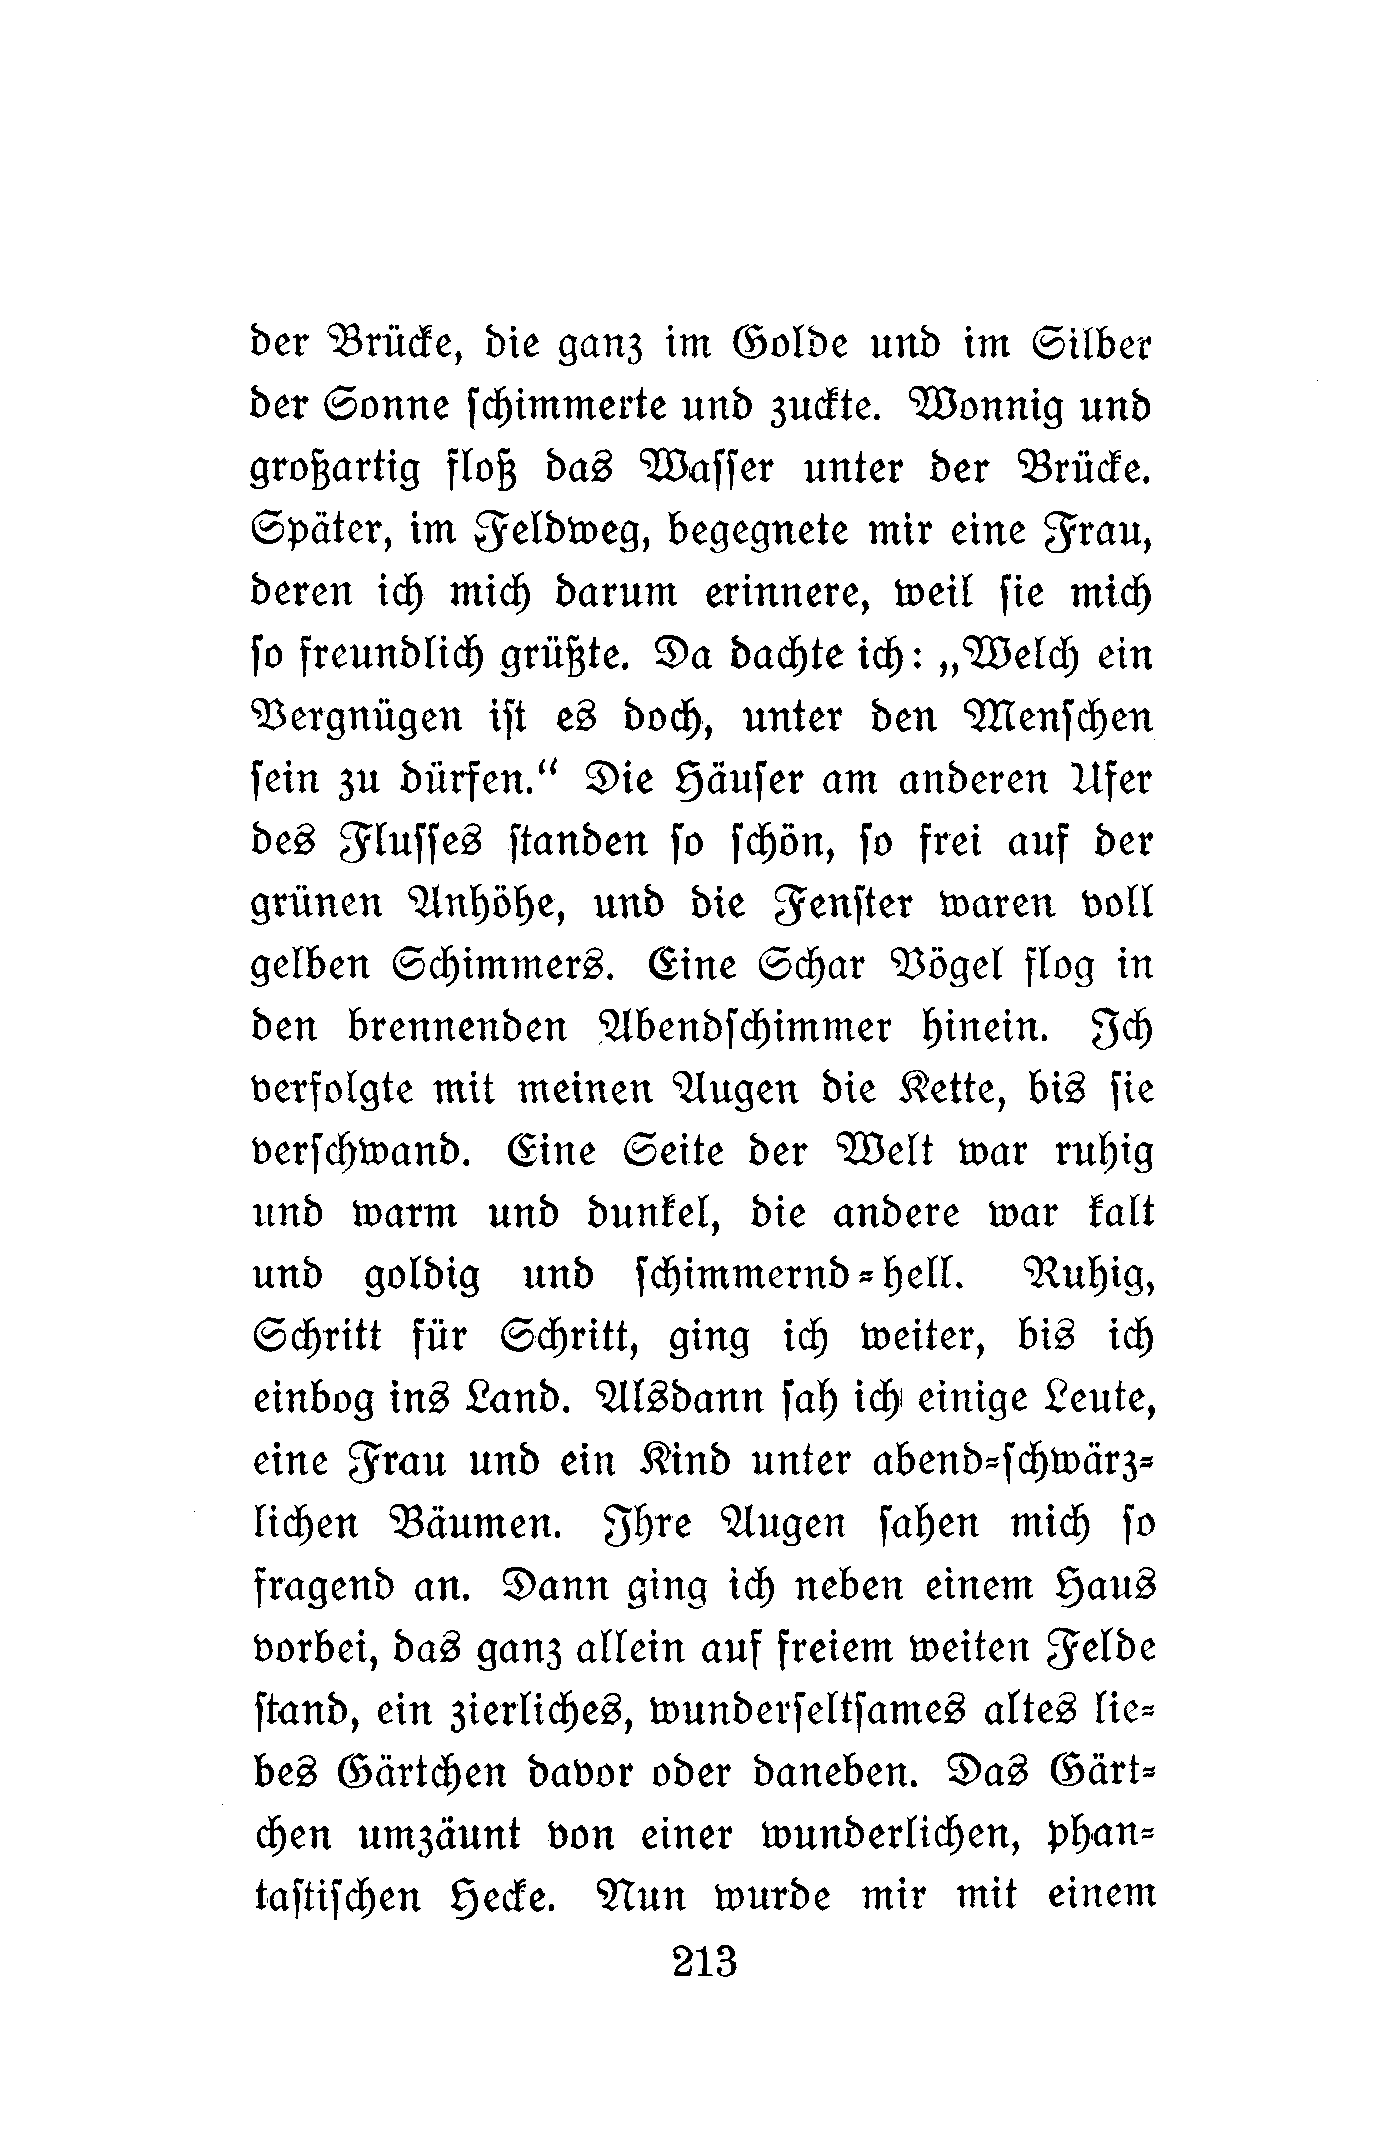 der Brücke, die ganz im Golde und im Silber
der Sonne ſchimmerte und zuckte. Wonnig und
großartig floß das Waſſer unter der Brücke.
Später, im Feldweg, begegnete mir eine Frau,
deren ich mich darum erinnere, weil ſie mich
ſo freundlich grüßte. Da dachte ich: „Welch ein
Vergnügen iſt es doch, unter den Menſchen
ſein zu dürfen.“ Die Häuſer am anderen Ufer
des Fluſſes ſtanden ſo ſchön, ſo frei auf der
grünen Anhöhe, und die Fenſter waren voll
gelben Schimmers. Eine Schar Vögel flog in
den brennenden Abendſchimmer hinein. Ich
verfolgte mit meinen Augen die Kette, bis ſie
verſchwand. Eine Seite der Welt war ruhig
und warm und dunkel, die andere war kalt
und goldig und ſchimmernd⸗hell. Ruhig,
Schritt für Schritt, ging ich weiter, bis ich
einbog ins Land. Alsdann ſah ich einige Leute,
eine Frau und ein Kind unter abend⸗ſchwärz⸗
lichen Bäumen. Ihre Augen ſahen mich ſo
fragend an. Dann ging ich neben einem Haus
vorbei, das ganz allein auf freiem weiten Felde
ſtand, ein zierliches, wunderſeltſames altes lie⸗
bes Gärtchen davor oder daneben. Das Gärt⸗
chen umzäunt von einer wunderlichen, phan⸗
taſtiſchen Hecke. Nun wurde mir mit einem
213